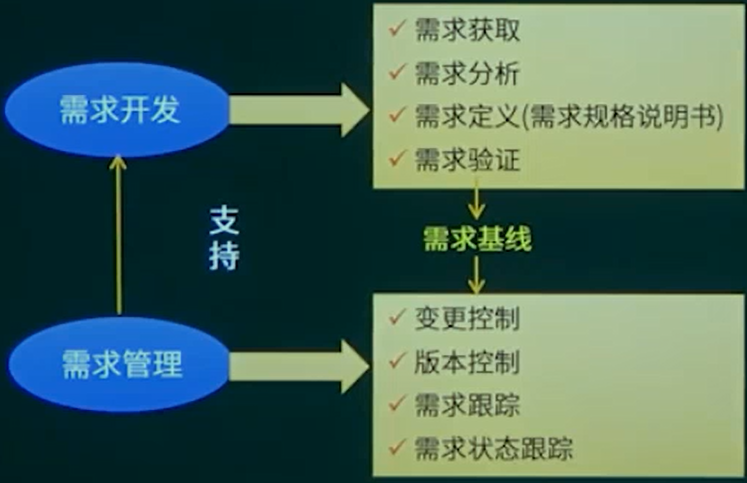 需求开发
需求获取
需求分析
需求定义(需求规格说明书)
需求验证
支
持
需求基线
需求管理
变更控制
版本控制
需求跟踪
需求状态跟踪